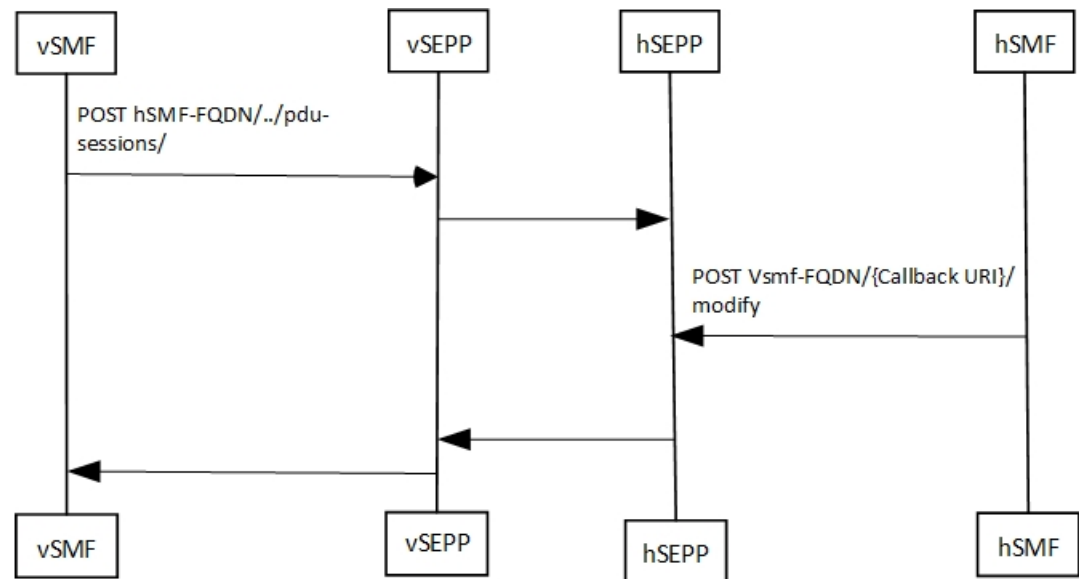 vSMF
vSEPP
hSEPP
hSMF
POST hSMF-FQDN/../pdu-
sessions/
POST Vsmf-FQDN/{Callback URI}/
modify
vSMF
vSEPP
hSEPP
hSMF